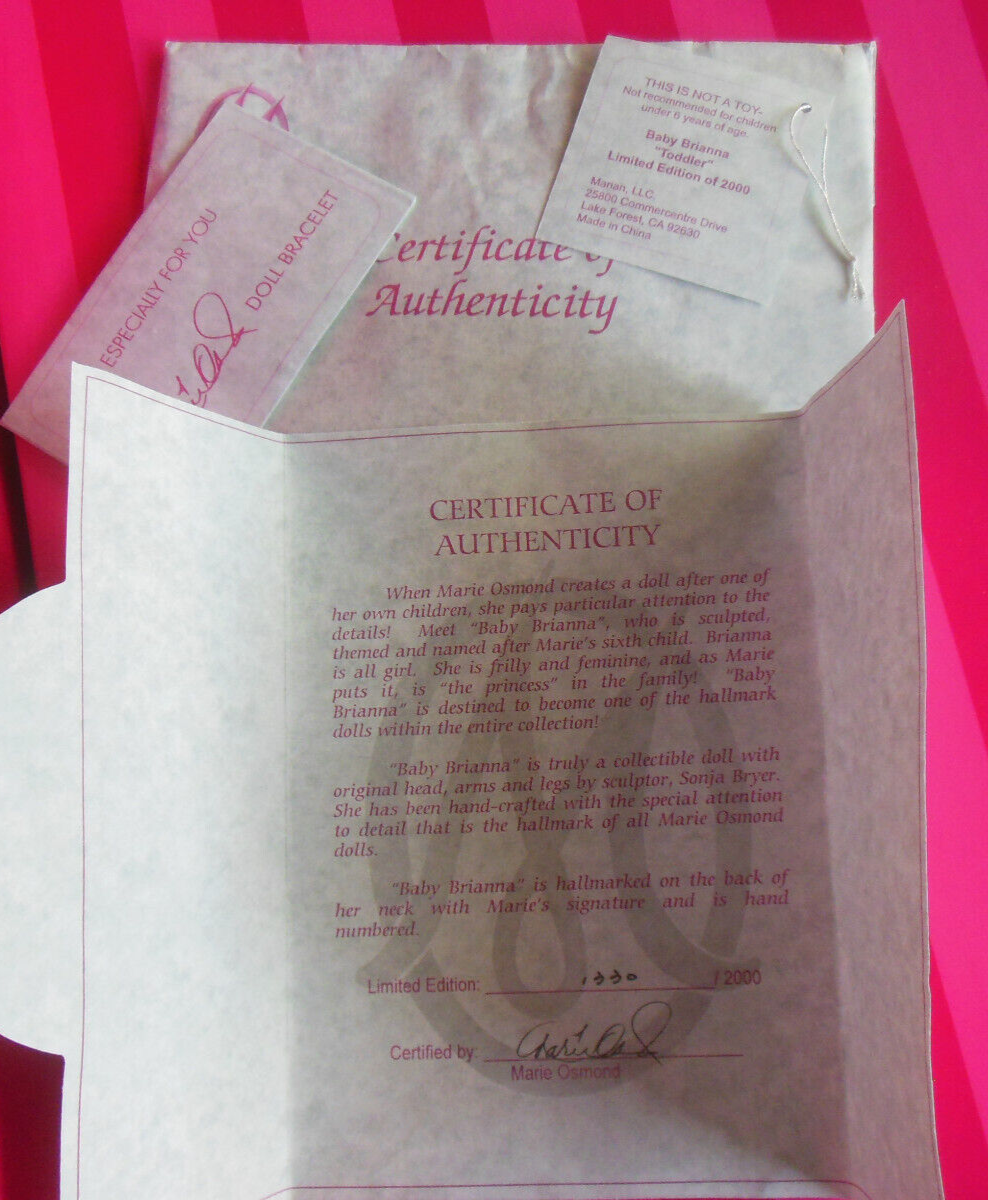 THIS IS NOT A TOY-
Not recommended for children
under 6 years of age.
Baby Brianna
"Toddler"
Limited Edition of 2000
Marian, LLC.
25800 Commercentre Drive
Lake Forest, CA 92630
Made in China
ESPECIALLY FOR YOU
DOLL BRACELET
Certificate of
Authenticity
CERTIFICATE OF
AUTHENTICITY
When Marie Osmond creates a doll after one of
her own children, she pays particular attention to the
details! Meet "Baby Brianna", who is sculpted,
themed and named after Marie's sixth child. Brianna
is all girl. She is frilly and feminine, and as Marie
puts it, is "the princess" in the family! "Baby
Brianna" is destined to become one of the hallmark
dolls within the entire collection!
"Baby Brianna" is truly a collectible doll with
original head, arms and legs by sculptor, Sonja Bryer.
She has been hand-crafted with the special attention
to detail that is the hallmark of all Marie Osmond
dolls.
"Baby Brianna" is hallmarked on the back of
her neck with Marie's signature and is hand
numbered.
Limited Edition: 1330 / 2000
Certified by: Marie Os
Marie Osmond